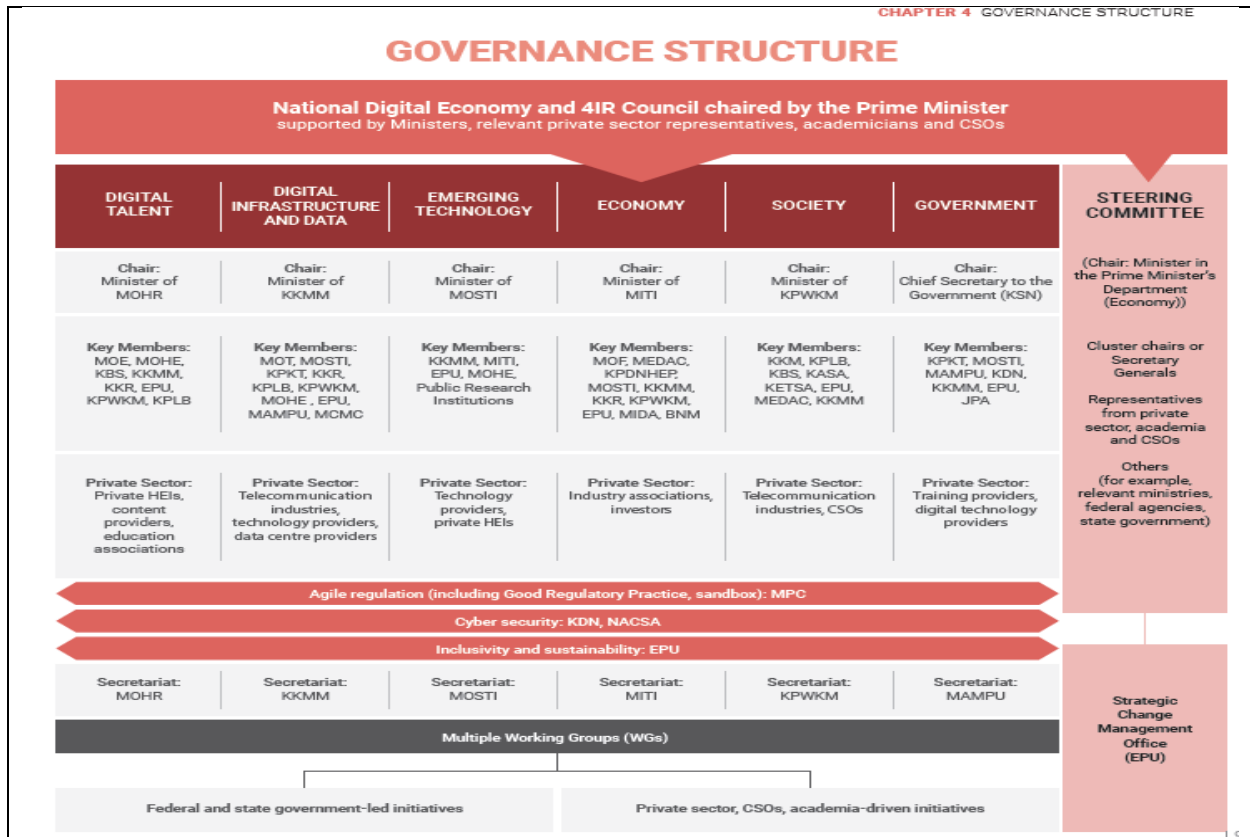 CHAPTER 4 GOVERNANCE STRUCTURE
GOVERNANCE STRUCTURE
National Digital Economy and 4IR Council chaired by the Prime Minister
supported by Ministers, relevant private sector representatives, academicians and CSOs
DIGITAL
TALENT
DIGITAL
INFRASTRUCTURE
AND DATA
EMERGING
TECHNOLOGY
ECONOMY
SOCIETY
GOVERNMENT
STEERING
COMMITTEE
Chair:
Minister of
MOHR
Chair:
Minister of
KKMM
Chair:
Minister of
MOSTI
Chair:
Minister of
MITI
Chair:
Minister of
KPWKM
Chair:
Chief Secretary to the
Government (KSN)
(Chair: Minister in
the Prime Minister's
Department
(Economy))
Key Members:
MOE, MOHE,
KBS, KKMM,
KKR, EPU,
KPWKM, KPLB
Key Members:
MOT, MOSTI,
KPKT, KKR,
KPLB, KPWKM,
MOHE , EPU,
MAMPU, MCMC
Key Members:
KKMM, MITI,
EPU, MOHE,
Public Research
Institutions
Key Members:
MOF, MEDAC,
KPDNHEP,
MOSTI, KKMM,
KKR, KPWKM,
EPU, MIDA, BNM
Key Members:
KKM, KPLB,
KBS, KASA,
KETSA, EPU,
MEDAC, KKMM
Key Members:
KPKT, MOSTI,
MAMPU, KDN,
KKMM, EPU,
JPA
Cluster chairs or
Secretary
Generals
Representatives
from private
sector, academia
and CSOs
Others
(for example,
relevant ministries,
federal agencies,
state government)
Private Sector:
Private HEIs,
content
providers,
education
associations
Private Sector:
Telecommunication
industries,
technology providers,
data centre providers
Private Sector:
Technology
providers,
private HEIs
Private Sector:
Industry associations,
investors
Private Sector:
Telecommunication
industries, CSOs
Private Sector:
Training providers,
digital technology
providers
Agile regulation (including Good Regulatory Practice, sandbox): MPC
Cyber security: KDN, NACSA
Inclusivity and sustainability: EPU
Secretariat:
MOHR
Secretariat:
KKMM
Secretariat:
MOSTI
Secretariat:
MITI
Secretariat:
KPWKM
Secretariat:
MAMPU
Strategic
Change
Management
Office
(EPU)
Multiple Working Groups (WGs)
Federal and state government-led initiatives
Private sector, CSOs, academia-driven initiatives